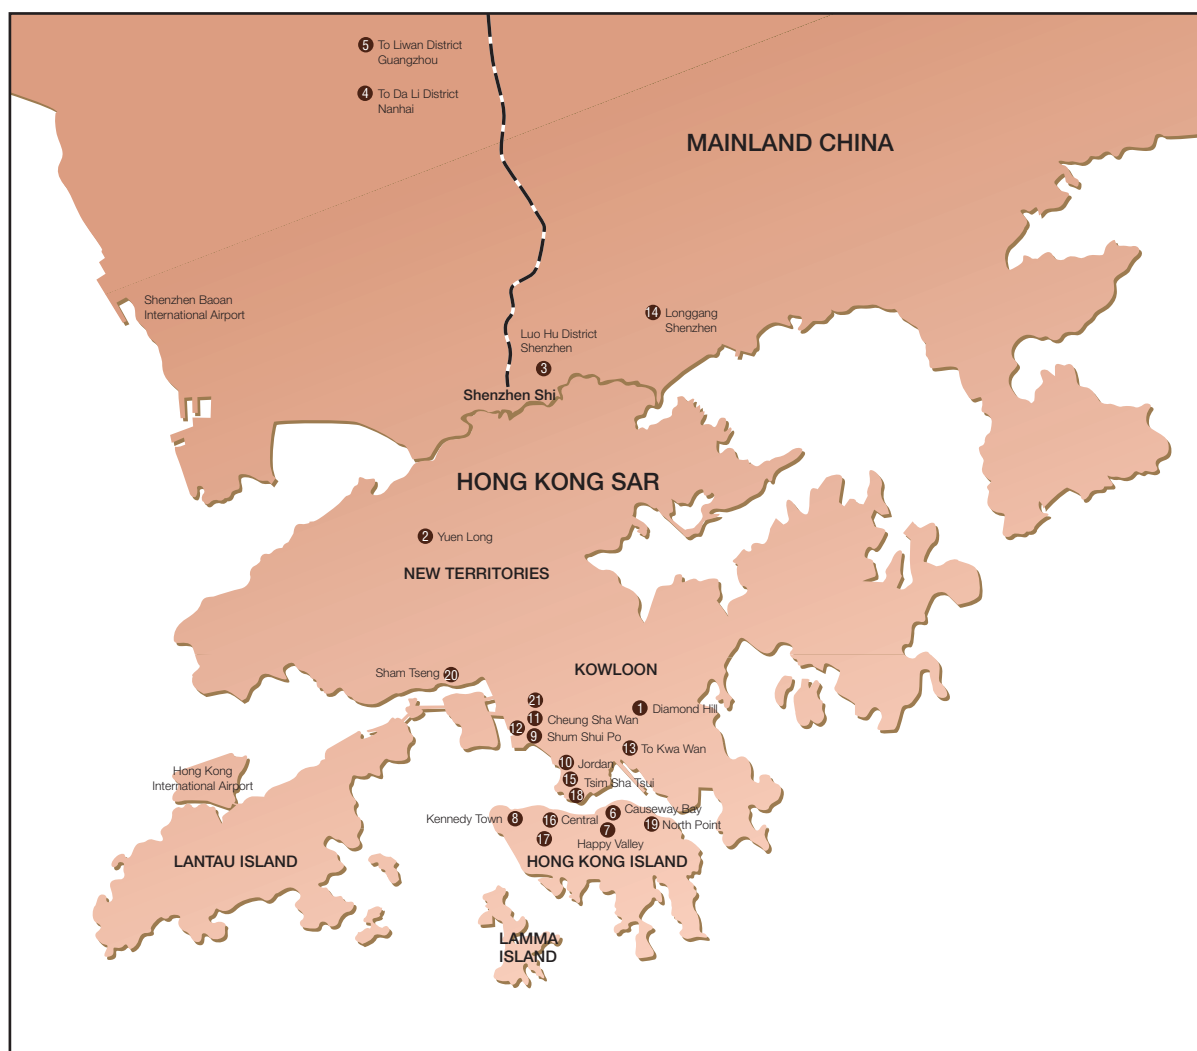 5 To Liwan District
Guangzhou
4 To Da Li District
Nanhai
MAINLAND CHINA
Shenzhen Baoan
International Airport
14 Longgang
Shenzhen
Luo Hu District
Shenzhen
3
Shenzhen Shi
HONG KONG SAR
2 Yuen Long
NEW TERRITORIES
KOWLOON
Sham Tseng 20
21
1 Diamond Hill
11 Cheung Sha Wan
12
9 Shum Shui Po
13 To Kwa Wan
10 Jordan
15 Tsim Sha Tsui
18
Hong Kong
International Airport
6 Causeway Bay
Kennedy Town 8
16 Central
19 North Point
7
17
Happy Valley
LANTAU ISLAND
HONG KONG ISLAND
LAMMA
ISLAND